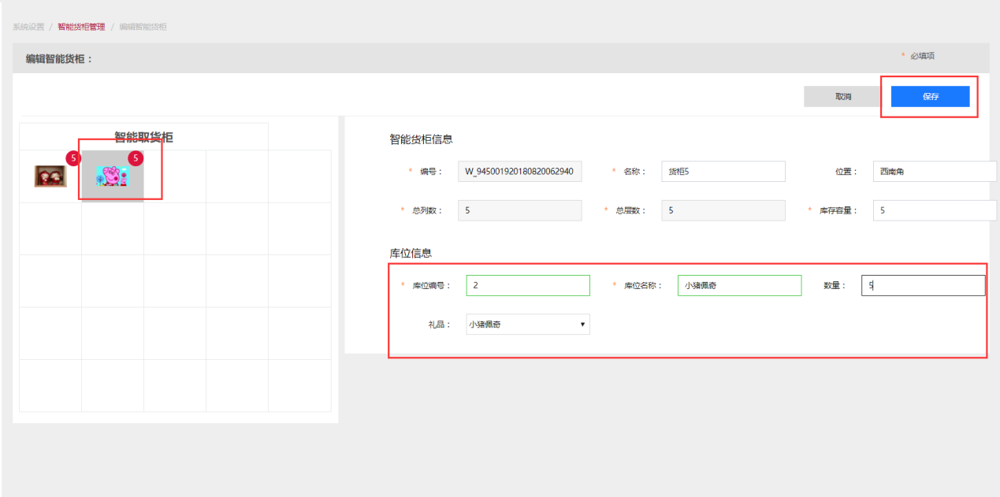 系统设置 / 智能货柜管理 / 编辑智能货柜
编辑智能货柜：
* 必填项
取消
保存
智能取货柜
5
5
智能货柜信息
* 编号： W_945001920180820062940 * 名称： 货柜5 位置： 西南角
* 总列数： 5 * 总层数： 5 * 库存容量： 5
库位信息
* 库位编号： 2 * 库位名称： 小猪佩奇 数量： 5
礼品： 小猪佩奇